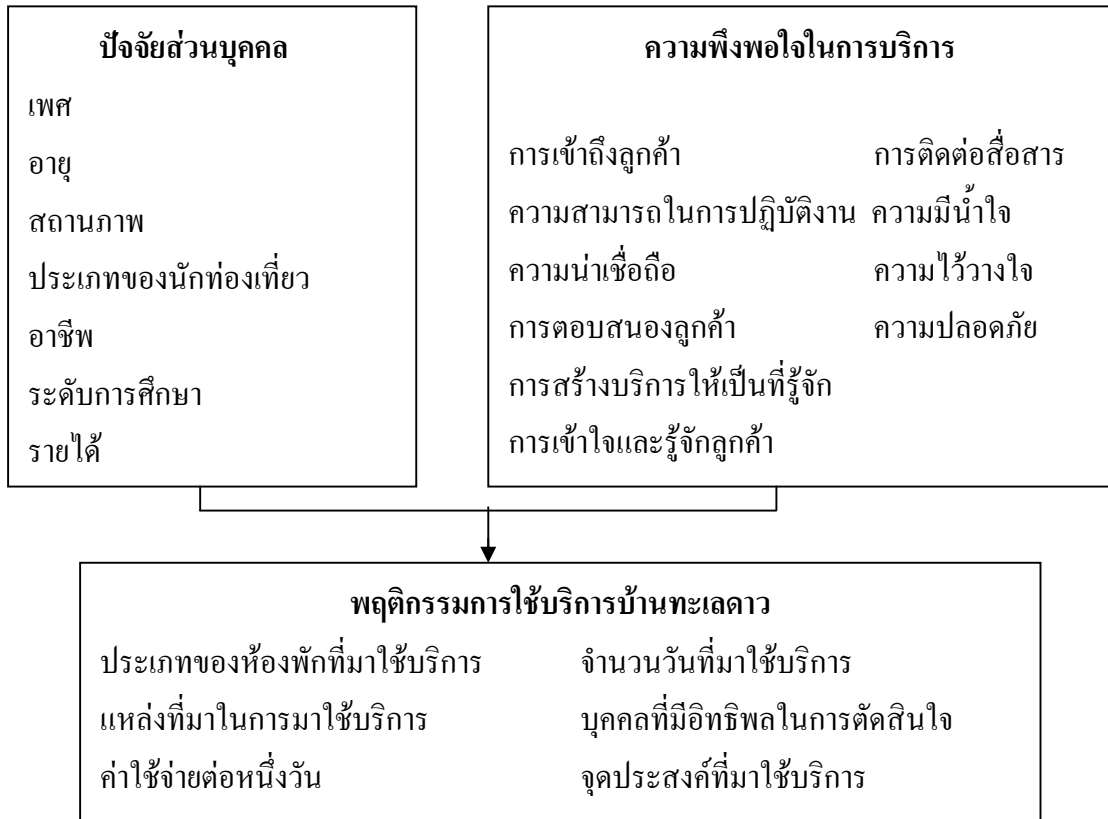 ปัจจัยส่วนบุคคล
เพศ
อายุ
สถานภาพ
ประเภทของนักท่องเที่ยว
อาชีพ
ระดับการศึกษา
รายได้
ความพึงพอใจในการบริการ
การเข้าถึงลูกค้า การติดต่อสื่อสาร
ความสามารถในการปฏิบัติงาน ความมีน้ำใจ
ความน่าเชื่อถือ ความไว้วางใจ
การตอบสนองลูกค้า ความปลอดภัย
การสร้างบริการให้เป็นที่รู้จัก
การเข้าใจและรู้จักลูกค้า
พฤติกรรมการใช้บริการบ้านทะเลดาว
ประเภทของห้องพักที่มาใช้บริการ จำนวนวันที่มาใช้บริการ
แหล่งที่มาในการมาใช้บริการ บุคคลที่มีอิทธิพลในการตัดสินใจ
ค่าใช้จ่ายต่อหนึ่งวัน จุดประสงค์ที่มาใช้บริการ